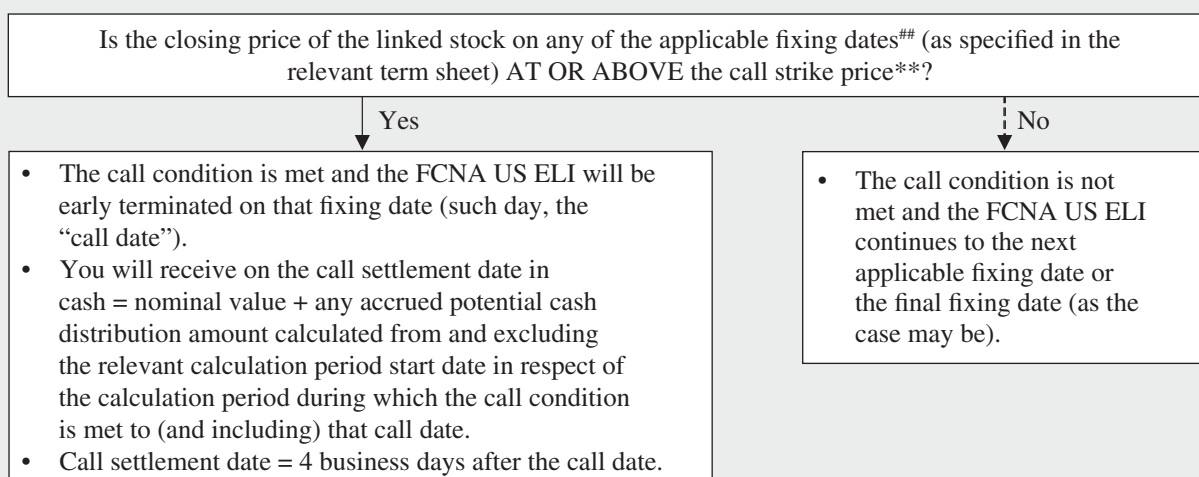 Is the closing price of the linked stock on any of the applicable fixing dates## (as specified in the
relevant term sheet) AT OR ABOVE the call strike price**?
Yes
No
• The call condition is met and the FCNA US ELI will be
early terminated on that fixing date (such day, the
“call date”).
• You will receive on the call settlement date in
cash = nominal value + any accrued potential cash
distribution amount calculated from and excluding
the relevant calculation period start date in respect of
the calculation period during which the call condition
is met to (and including) that call date.
• Call settlement date = 4 business days after the call date.
• The call condition is not
met and the FCNA US ELI
continues to the next
applicable fixing date or
the final fixing date (as the
case may be).